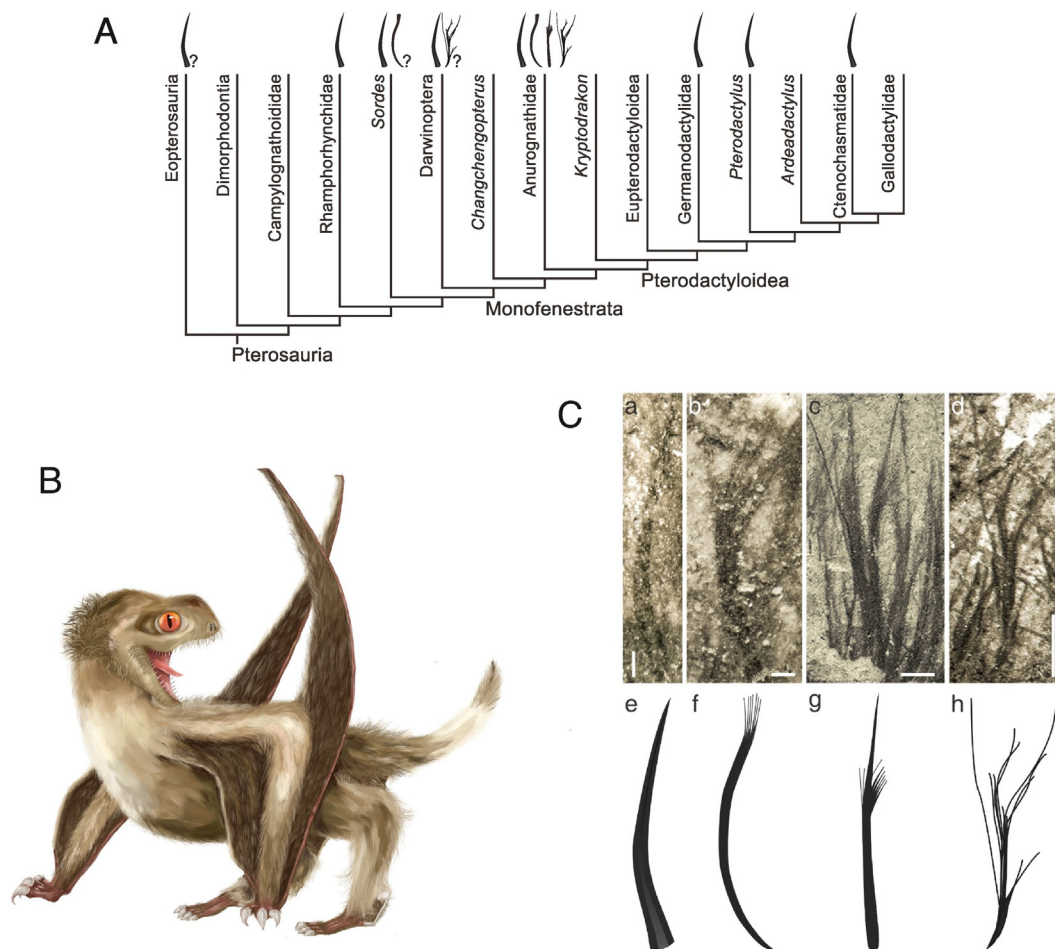 A
? ? ?
Eopterosauria
Dimorphodontia
Campylognathoididae
Rhamphorhynchidae
Sordes
Darwinoptera
Changchengopterus
Anurognathidae
Kryptodrakon
Eupterodactyloidea
Germanodactylidae
Pterodactylus
Ardeadactylus
Ctenochasmatidae
Gallodactylidae
Pterodactyloidea
Monofenestrata
Pterosauria
B
C
a b c d
e f g h